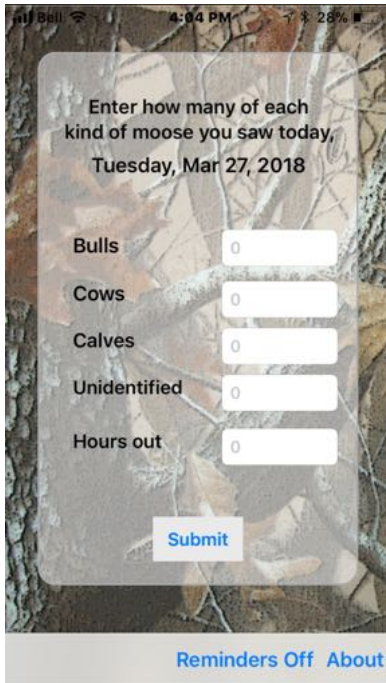 Bell 4:04 PM 28%
Enter how many of each
kind of moose you saw today,
Tuesday, Mar 27, 2018
Bulls 0
Cows 0
Calves 0
Unidentified 0
Hours out 0
Submit
Reminders Off About